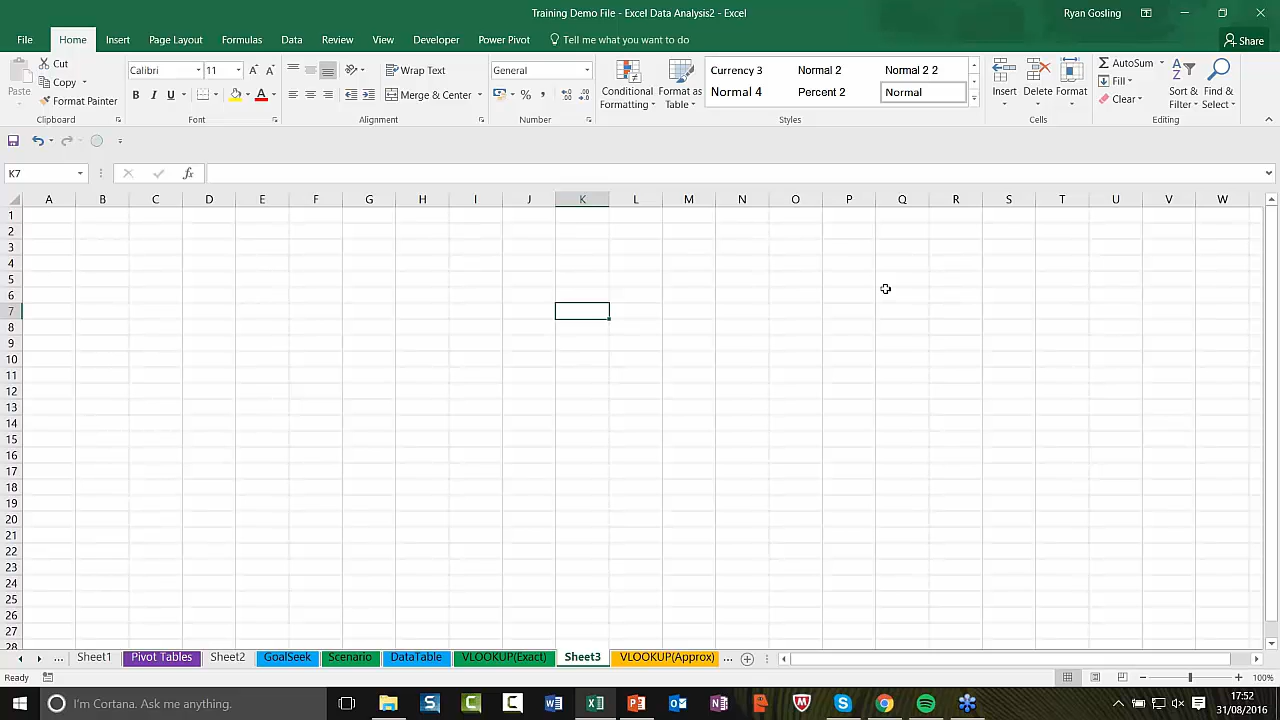 Training Demo File - Excel Data Analysis2 - Excel
Ryan Gosling
File Home Insert Page Layout Formulas Data Review View Developer Power Pivot Tell me what you want to do Share
Paste
Cut
Copy
Format Painter
Clipboard
Calibri 11 A A
B I U A
Font
Wrap Text
Merge & Center
Alignment
General
% ,
Number
Conditional Formatting
Format as Table
Currency 3 Normal 2 Normal 2 2
Normal 4 Percent 2 Normal
Styles
Insert Delete Format
Cells
AutoSum
Fill
Clear
Sort & Filter
Find & Select
Editing
K7 fx
A B C D E F G H I J K L M N O P Q R S T U V W
1
2
3
4
5
6
7
8
9
10
11
12
13
14
15
16
17
18
19
20
21
22
23
24
25
26
27
28
... Sheet1 Pivot Tables Sheet2 GoalSeek Scenario DataTable VLOOKUP(Exact) Sheet3 VLOOKUP(Approx) ...
Ready 100%
I'm Cortana. Ask me anything.
17:52
31/08/2016